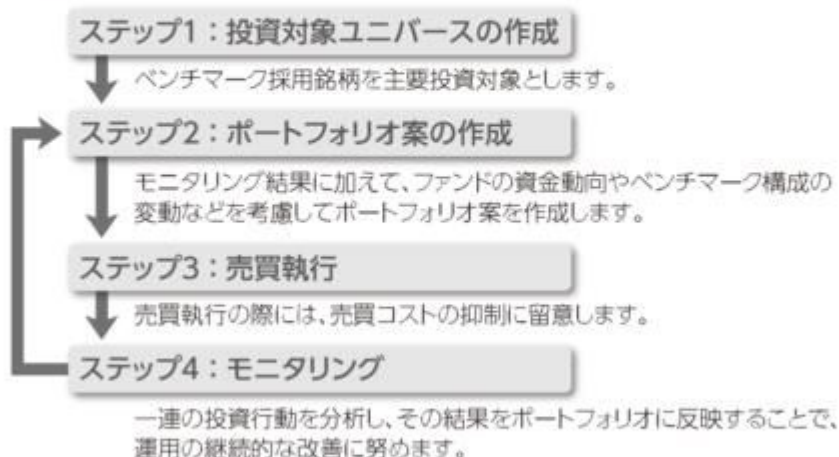 ステップ1：投資対象ユニバースの作成
ベンチマーク採用銘柄を主要投資対象とします。
ステップ2：ポートフォリオ案の作成
モニタリング結果に加えて、ファンドの資金動向やベンチマーク構成の
変動などを考慮してポートフォリオ案を作成します。
ステップ3：売買執行
売買執行の際には、売買コストの抑制に留意します。
ステップ4：モニタリング
一連の投資行動を分析し、その結果をポートフォリオに反映することで、
運用の継続的な改善に努めます。